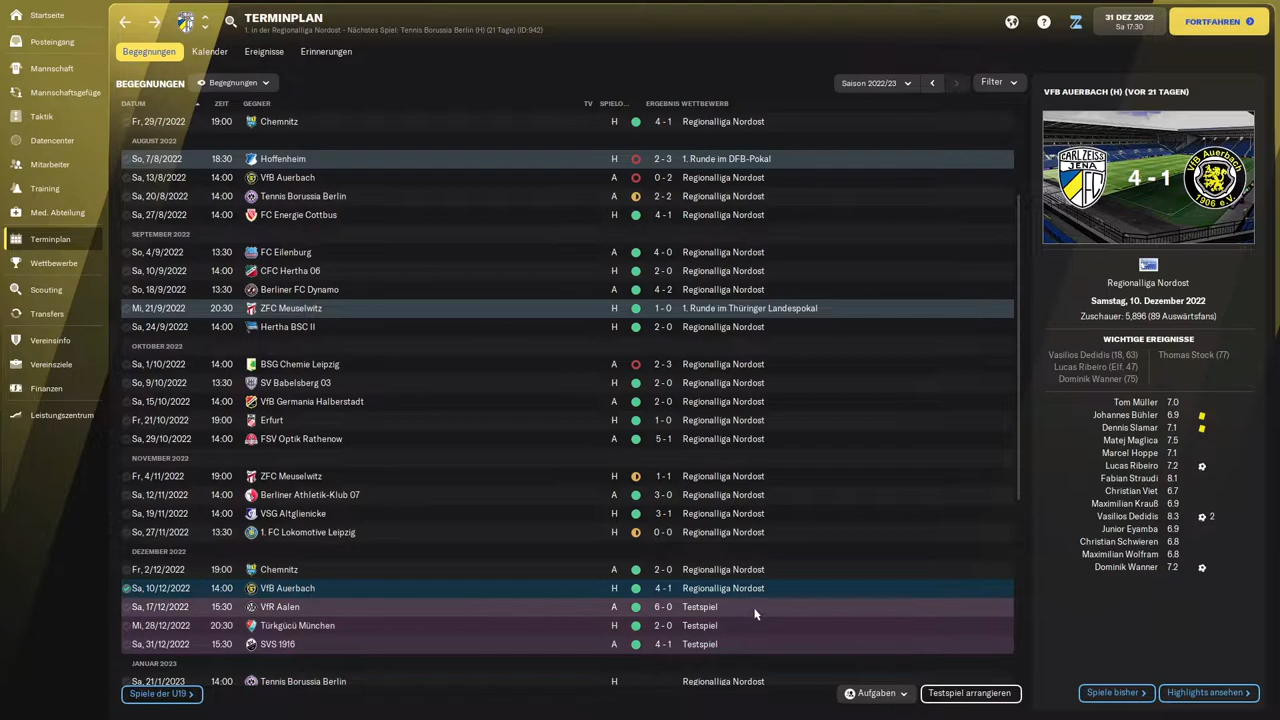 Startseite
Posteingang
Mannschaft
Mannschaftsgefüge
Taktik
Datencenter
Mitarbeiter
Training
Med. Abteilung
Terminplan
Wettbewerbe
Scouting
Transfers
Vereinsinfo
Vereinsziele
Finanzen
Leistungszentrum
TERMINPLAN
1. in der Regionalliga Nordost - Nächstes Spiel: Tennis Borussia Berlin (H) (21 Tage) (ID:942)
31 DEZ 2022
Sa 17:30
FORTFAHREN
Begegnungen Kalender Ereignisse Erinnerungen
BEGEGNUNGEN Begegnungen Saison 2022/23 Filter
DATUM ZEIT GEGNER TV SPIELO... ERGEBNIS WETTBEWERB
Fr, 29/7/2022 19:00 Chemnitz H 4 - 1 Regionalliga Nordost
AUGUST 2022
So, 7/8/2022 18:30 Hoffenheim H 2 - 3 1. Runde im DFB-Pokal
Sa, 13/8/2022 14:00 VfB Auerbach A 0 - 2 Regionalliga Nordost
Sa, 20/8/2022 14:00 Tennis Borussia Berlin A 2 - 2 Regionalliga Nordost
Sa, 27/8/2022 14:00 FC Energie Cottbus H 4 - 1 Regionalliga Nordost
SEPTEMBER 2022
So, 4/9/2022 13:30 FC Eilenburg A 4 - 0 Regionalliga Nordost
Sa, 10/9/2022 14:00 CFC Hertha 06 H 2 - 0 Regionalliga Nordost
So, 18/9/2022 13:30 Berliner FC Dynamo A 4 - 2 Regionalliga Nordost
Mi, 21/9/2022 20:30 ZFC Meuselwitz H 1 - 0 1. Runde im Thüringer Landespokal
Sa, 24/9/2022 14:00 Hertha BSC II H 2 - 0 Regionalliga Nordost
OKTOBER 2022
Sa, 1/10/2022 14:00 BSG Chemie Leipzig A 2 - 3 Regionalliga Nordost
So, 9/10/2022 13:30 SV Babelsberg 03 H 2 - 0 Regionalliga Nordost
Sa, 15/10/2022 14:00 VfB Germania Halberstadt A 2 - 0 Regionalliga Nordost
Fr, 21/10/2022 19:00 Erfurt H 1 - 0 Regionalliga Nordost
Sa, 29/10/2022 14:00 FSV Optik Rathenow A 5 - 1 Regionalliga Nordost
NOVEMBER 2022
Fr, 4/11/2022 19:00 ZFC Meuselwitz H 1 - 1 Regionalliga Nordost
Sa, 12/11/2022 14:00 Berliner Athletik-Klub 07 A 3 - 0 Regionalliga Nordost
Sa, 19/11/2022 14:00 VSG Altglienicke H 3 - 1 Regionalliga Nordost
So, 27/11/2022 13:30 1. FC Lokomotive Leipzig H 0 - 0 Regionalliga Nordost
DEZEMBER 2022
Fr, 2/12/2022 19:00 Chemnitz A 2 - 0 Regionalliga Nordost
Sa, 10/12/2022 14:00 VfB Auerbach H 4 - 1 Regionalliga Nordost
Sa, 17/12/2022 15:30 VfR Aalen A 6 - 0 Testspiel
Mi, 28/12/2022 20:30 Türkgücü München H 2 - 0 Testspiel
Sa, 31/12/2022 15:30 SVS 1916 A 4 - 1 Testspiel
JANUAR 2023
Sa, 21/1/2023 14:00 Tennis Borussia Berlin H Regionalliga Nordost
Spiele der U19
Aufgaben
Testspiel arrangieren
VFB AUERBACH (H) (VOR 21 TAGEN)
CARL ZEISS
JENA
4 - 1
VfB Auerbach
1906 e.V.
Regionalliga Nordost
Samstag, 10. Dezember 2022
Zuschauer: 5,896 (89 Auswärtsfans)
WICHTIGE EREIGNISSE
Vasilios Dedidis (18, 63) Thomas Stock (77)
Lucas Ribeiro (Elf. 47)
Dominik Wanner (75)
Tom Müller 7.0
Johannes Bühler 6.9
Dennis Slamar 7.1
Matej Maglica 7.5
Marcel Hoppe 7.1
Lucas Ribeiro 7.2
Fabian Straudi 8.1
Christian Viet 6.7
Maximilian Krauß 6.9
Vasilios Dedidis 8.3 2
Junior Eyamba 6.9
Christian Schwieren 6.8
Maximilian Wolfram 6.8
Dominik Wanner 7.2
Spiele bisher
Highlights ansehen